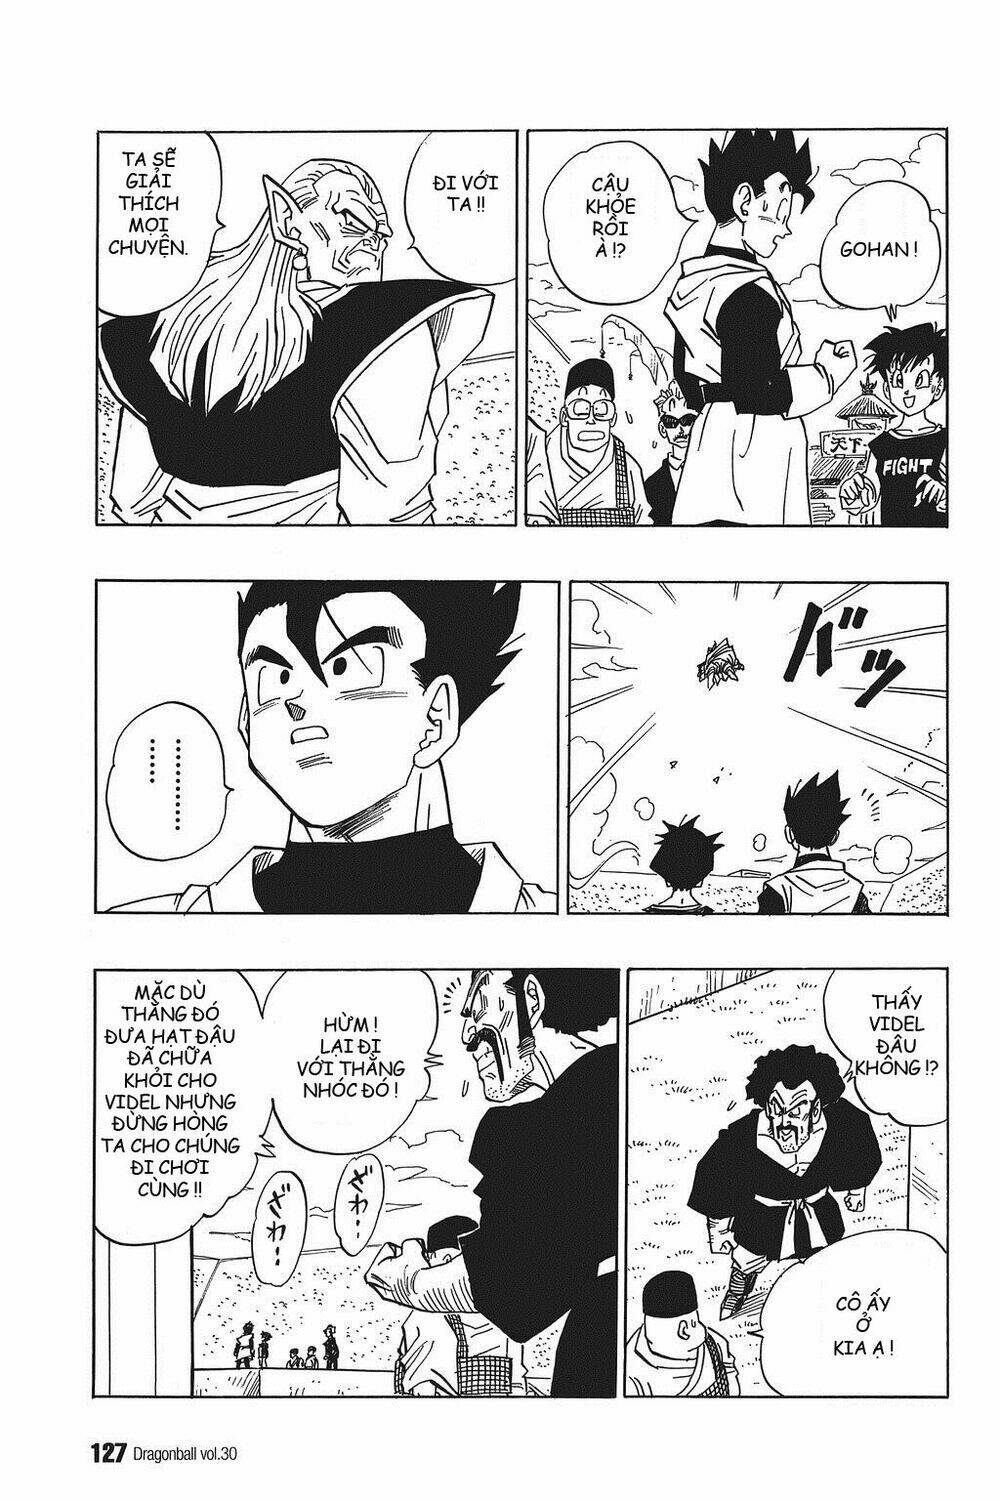 GOHAN !
CẬU
KHỎE
RỒI
À !?
天下
FIGHT
ĐI VỚI
TA !!
TA SẼ
GIẢI
THÍCH
MỌI
CHUYỆN.
バッ
......
......
THẤY
VIDEL
ĐÂU
KHÔNG !?
CÔ ẤY
Ở
KIA Ạ !
HỪM !
LẠI ĐI
VỚI THẰNG
NHÓC ĐÓ !
ざわ…
ざわ…
MẶC DÙ
THẰNG ĐÓ
ĐƯA HẠT ĐẬU
ĐÃ CHỮA
KHỎI CHO
VIDEL NHƯNG
ĐỪNG HÒNG
TA CHO CHÚNG
ĐI CHƠI
CÙNG !!
127 Dragonball vol.30